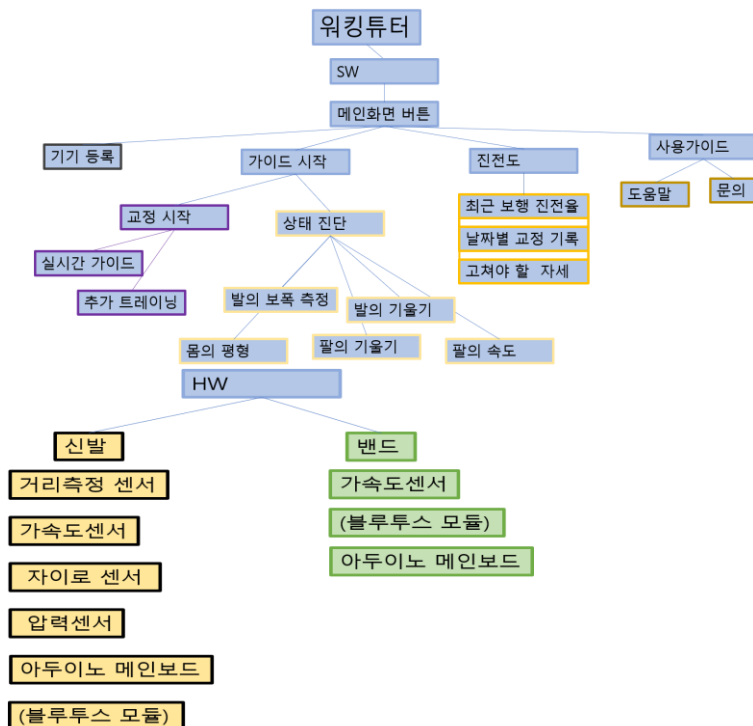 워킹튜터
SW
메인화면 버튼
기기 등록
가이드 시작
진전도
사용가이드
교정 시작
상태 진단
최근 보행 진전율
날짜별 교정 기록
고쳐야 할 자세
도움말
문의
실시간 가이드
추가 트레이닝
발의 보폭 측정
발의 기울기
몸의 평형
팔의 기울기
팔의 속도
HW
신발
거리측정 센서
가속도센서
자이로 센서
압력센서
아두이노 메인보드
(블루투스 모듈)
밴드
가속도센서
(블루투스 모듈)
아두이노 메인보드